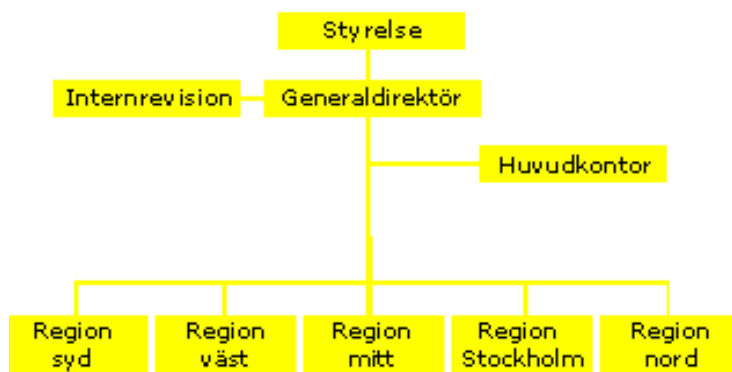 Styrelse
Internrevision
Generaldirektör
Huvudkontor
Region
syd
Region
väst
Region
mitt
Region
Stockholm
Region
nord